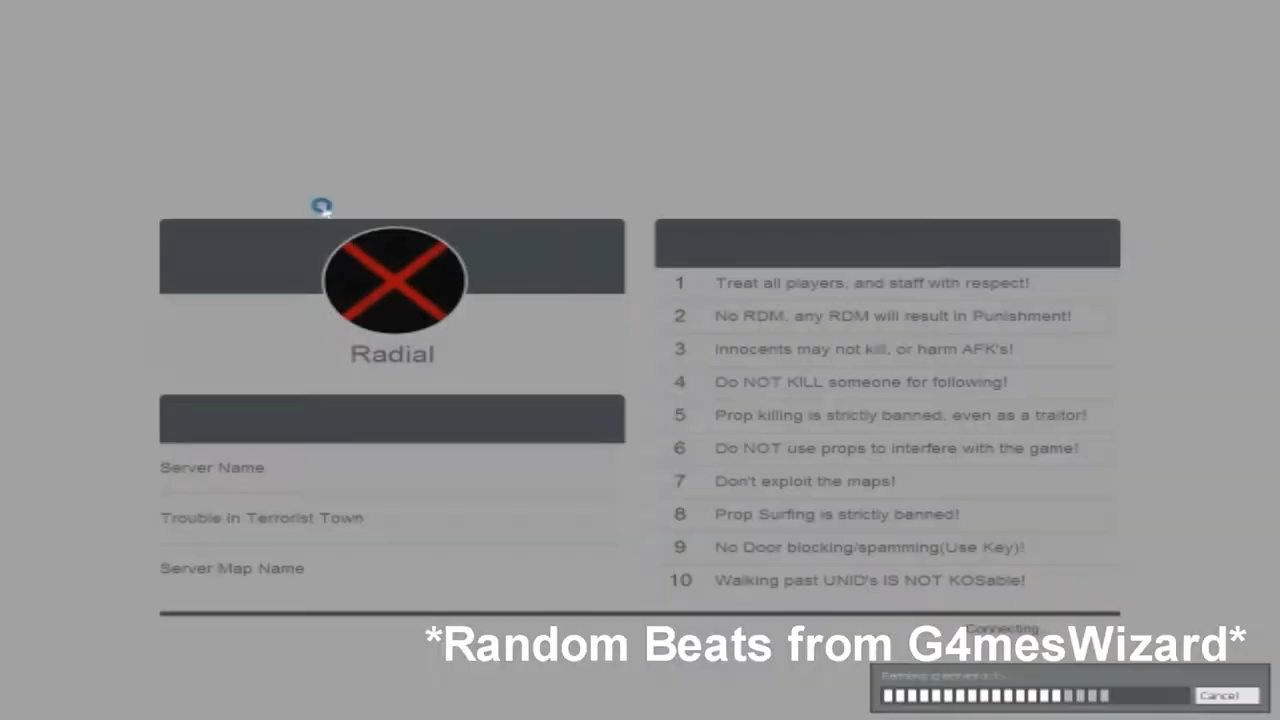 Radial
Server Name
Trouble in Terrorist Town
Server Map Name
1 Treat all players, and staff with respect!
2 No RDM, any RDM will result in Punishment!
3 Innocents may not kill, or harm AFK's!
4 Do NOT KILL someone for following!
5 Prop killing is strictly banned, even as a traitor!
6 Do NOT use props to interfere with the game!
7 Don't exploit the maps!
8 Prop Surfing is strictly banned!
9 No Door blocking/spamming(Use Key)!
10 Walking past UNID's IS NOT KOSable!
Connecting
*Random Beats from G4mesWizard*
Cancel